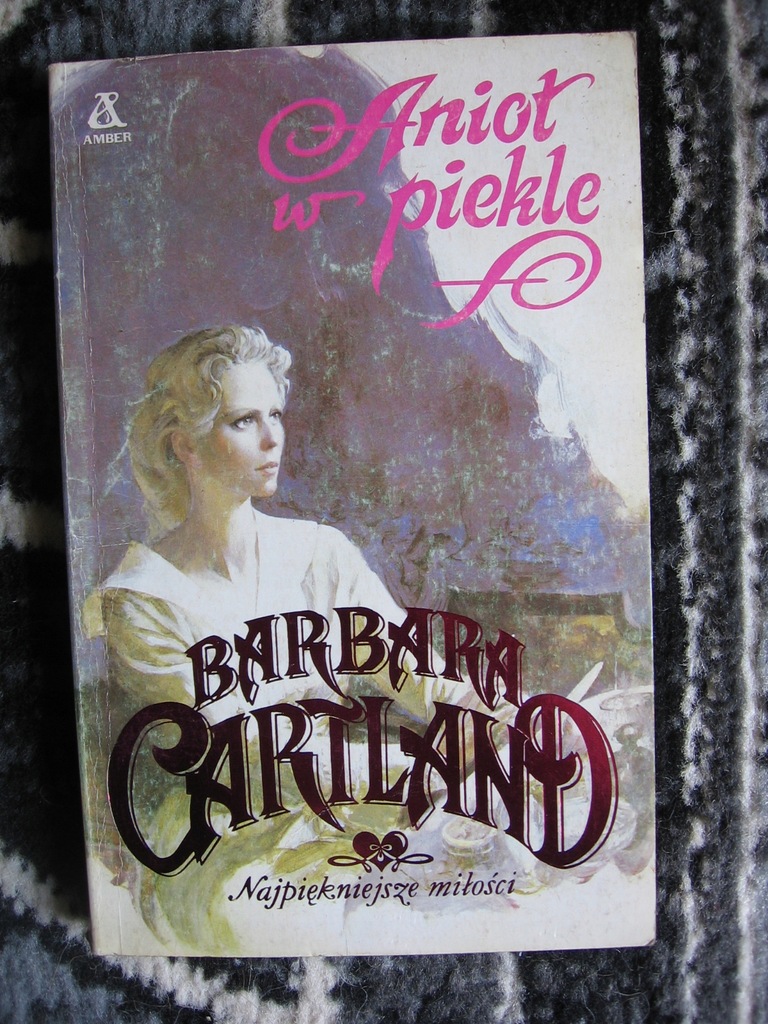 AMBER
Anioł
w piekle
BARBARA
CARTLAND
Najpiękniejsze miłości